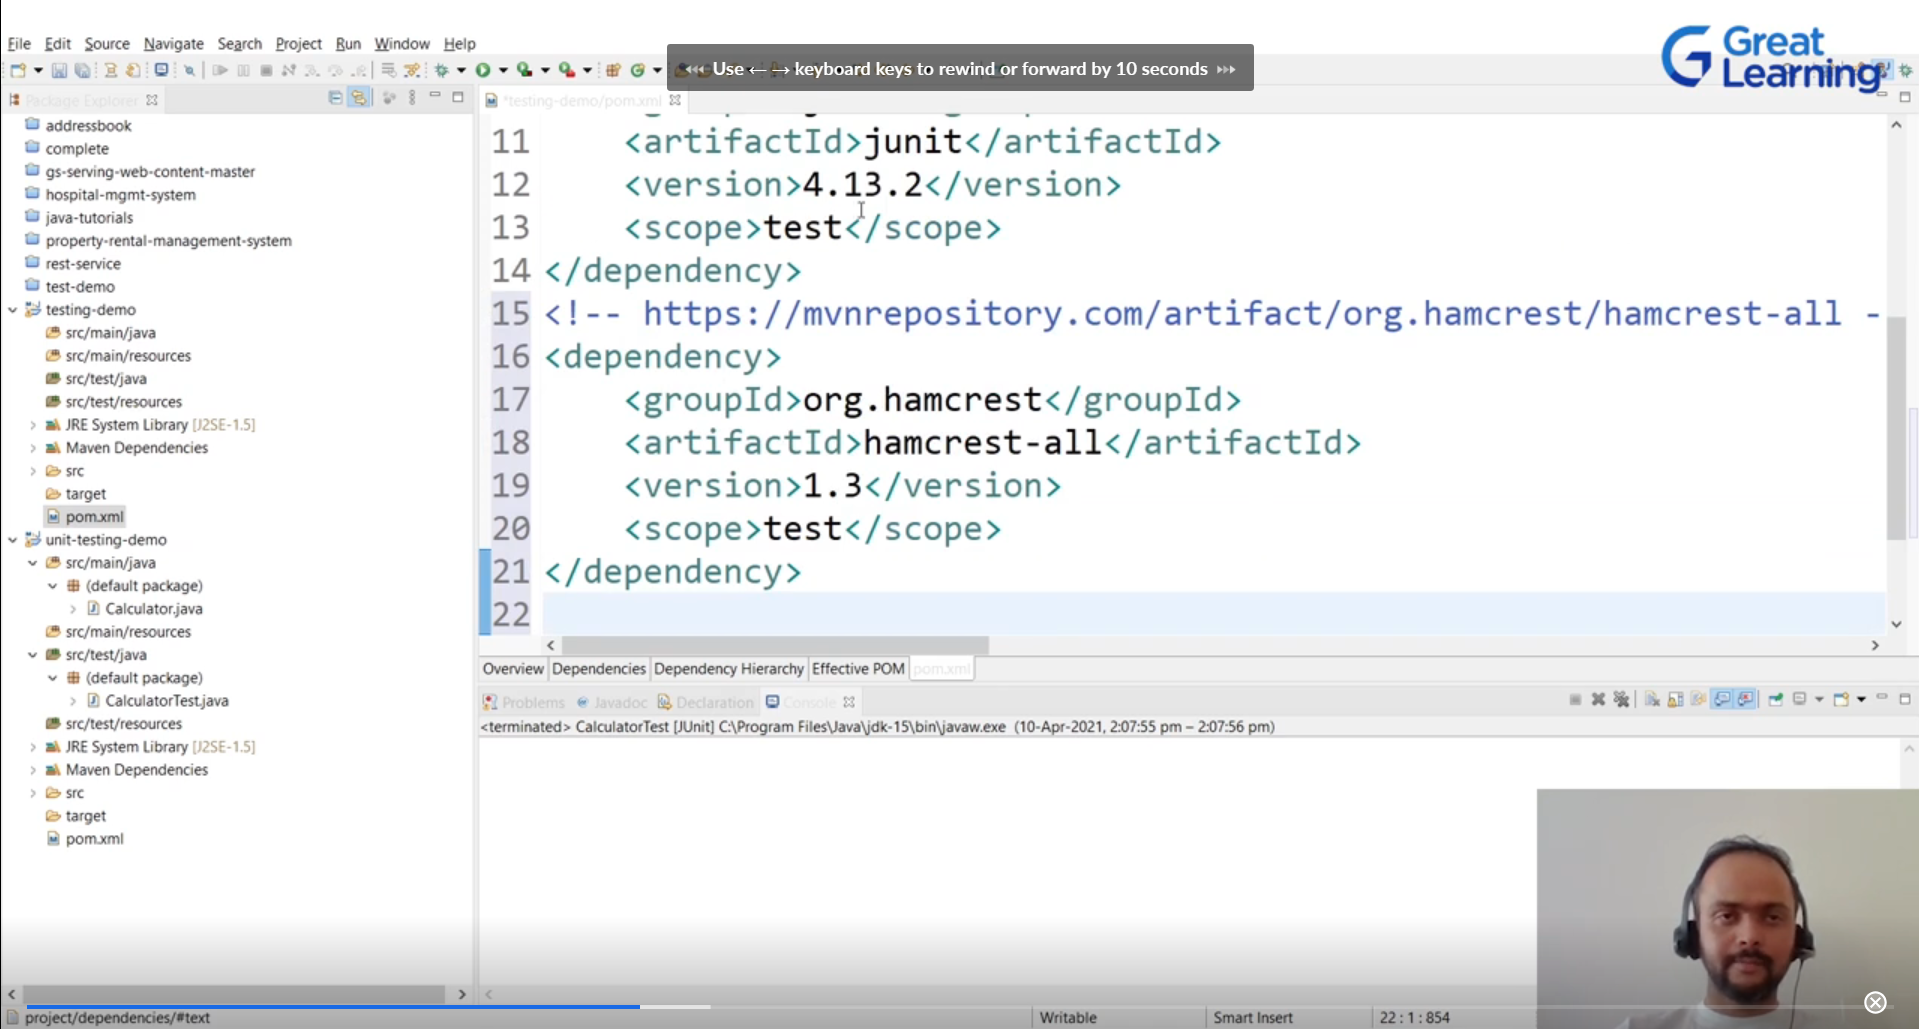 File Edit Source Navigate Search Project Run Window Help
Use ←→ keyboard keys to rewind or forward by 10 seconds
Great Learning
Package Explorer
*testing-demo/pom.xml
addressbook
complete
gs-serving-web-content-master
hospital-mgmt-system
java-tutorials
property-rental-management-system
rest-service
test-demo
testing-demo
src/main/java
src/main/resources
src/test/java
src/test/resources
JRE System Library [J2SE-1.5]
Maven Dependencies
src
target
pom.xml
unit-testing-demo
src/main/java
(default package)
Calculator.java
src/main/resources
src/test/java
(default package)
CalculatorTest.java
src/test/resources
JRE System Library [J2SE-1.5]
Maven Dependencies
src
target
pom.xml
11 <artifactId>junit</artifactId>
12 <version>4.13.2</version>
13 <scope>test</scope>
14 </dependency>
15 <!-- https://mvnrepository.com/artifact/org.hamcrest/hamcrest-all -
16 <dependency>
17 <groupId>org.hamcrest</groupId>
18 <artifactId>hamcrest-all</artifactId>
19 <version>1.3</version>
20 <scope>test</scope>
21 </dependency>
22
Overview Dependencies Dependency Hierarchy Effective POM pom.xml
Problems Javadoc Declaration Console
<terminated> CalculatorTest [JUnit] C:\Program Files\Java\jdk-15\bin\javaw.exe (10-Apr-2021, 2:07:55 pm – 2:07:56 pm)
project/dependencies/#text Writable Smart Insert 22 : 1 : 854